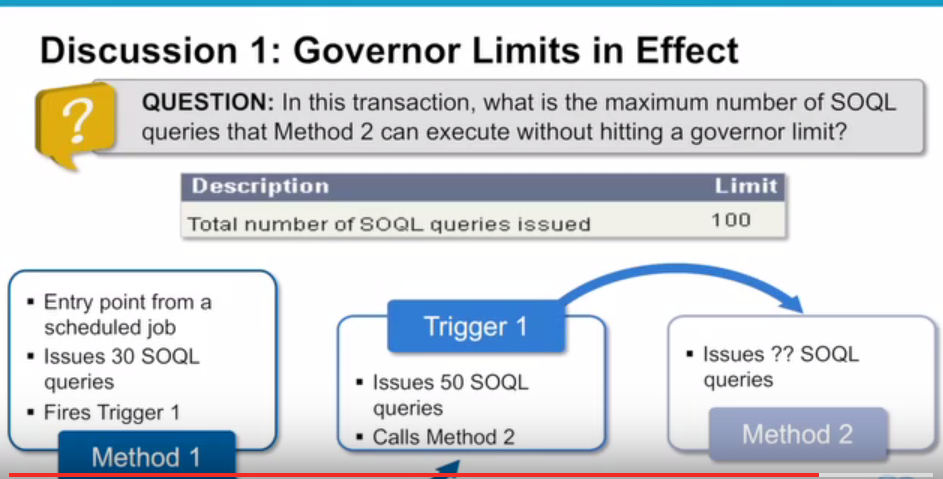 Discussion 1: Governor Limits in Effect
?
QUESTION: In this transaction, what is the maximum number of SOQL
queries that Method 2 can execute without hitting a governor limit?
Description Limit
Total number of SOQL queries issued 100
▪ Entry point from a
scheduled job
▪ Issues 30 SOQL
queries
▪ Fires Trigger 1
Method 1
Trigger 1
▪ Issues 50 SOQL
queries
▪ Calls Method 2
▪ Issues ?? SOQL
queries
Method 2